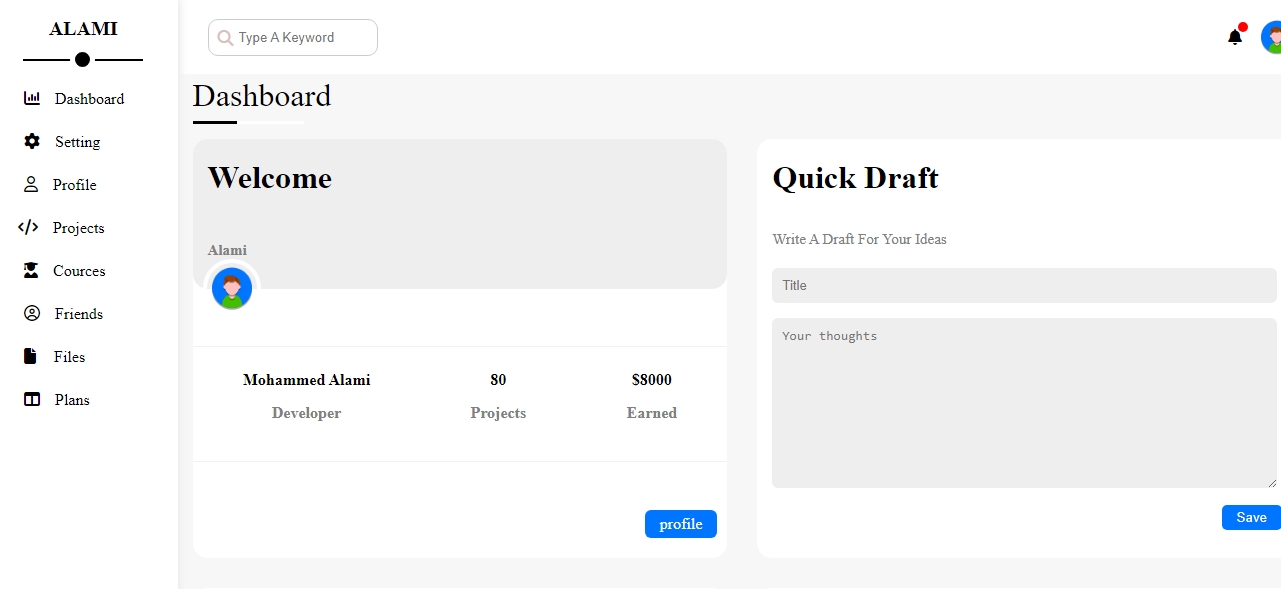 ALAMI
Type A Keyword
Dashboard
Setting
Profile
Projects
Cources
Friends
Files
Plans
Dashboard
Welcome
Alami
Mohammed Alami
80
$8000
Developer
Projects
Earned
profile
Quick Draft
Write A Draft For Your Ideas
Title
Your thoughts
Save